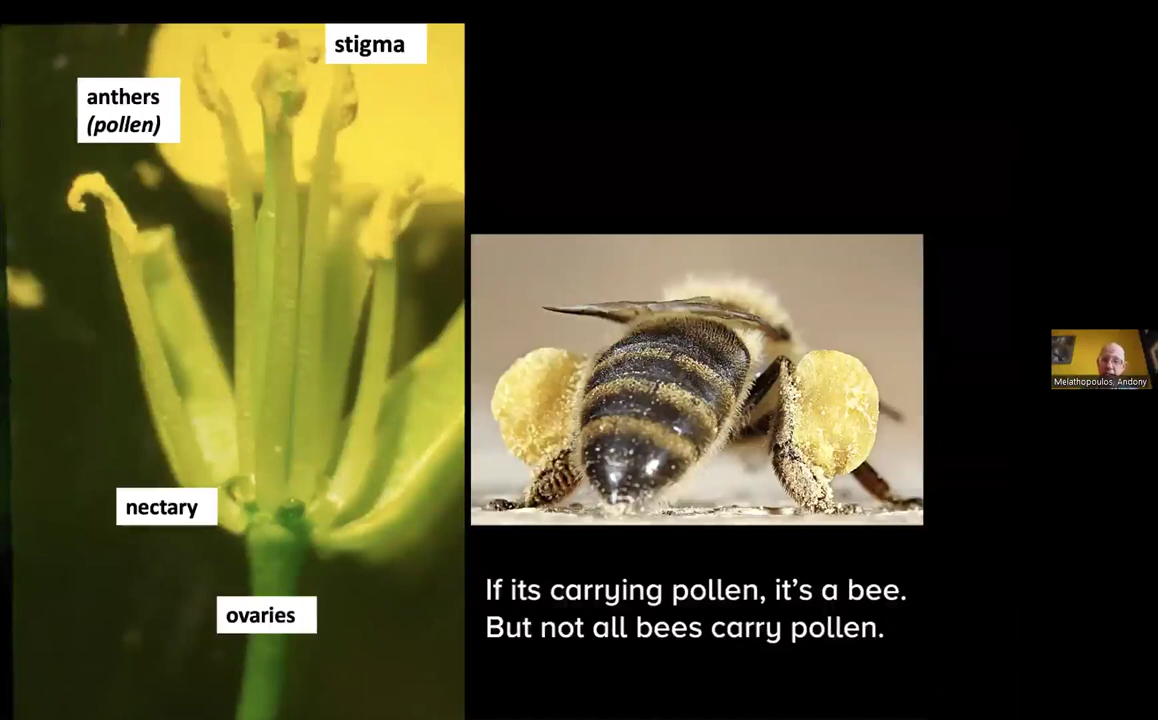 stigma
anthers
(pollen)
nectary
ovaries
If its carrying pollen, it's a bee.
But not all bees carry pollen.
Melathopoulos, Andony